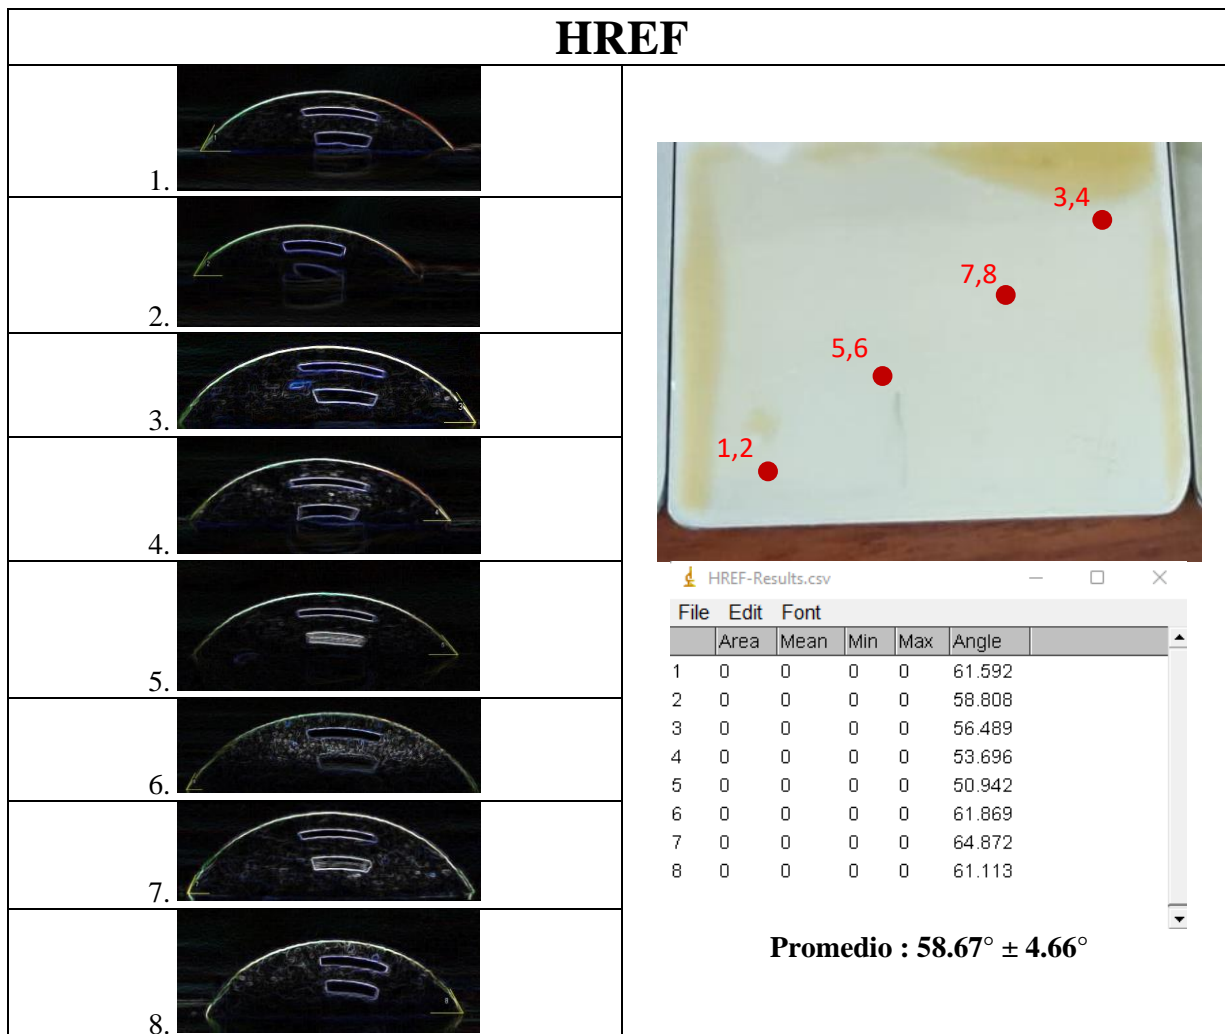 HREF
1.
2.
3.
4.
5.
6.
7.
8.
3,4
7,8
5,6
1,2
HREF-Results.csv
File Edit Font
Area Mean Min Max Angle
1 0 0 0 0 61.592
2 0 0 0 0 58.808
3 0 0 0 0 56.489
4 0 0 0 0 53.696
5 0 0 0 0 50.942
6 0 0 0 0 61.869
7 0 0 0 0 64.872
8 0 0 0 0 61.113
Promedio : 58.67° ± 4.66°